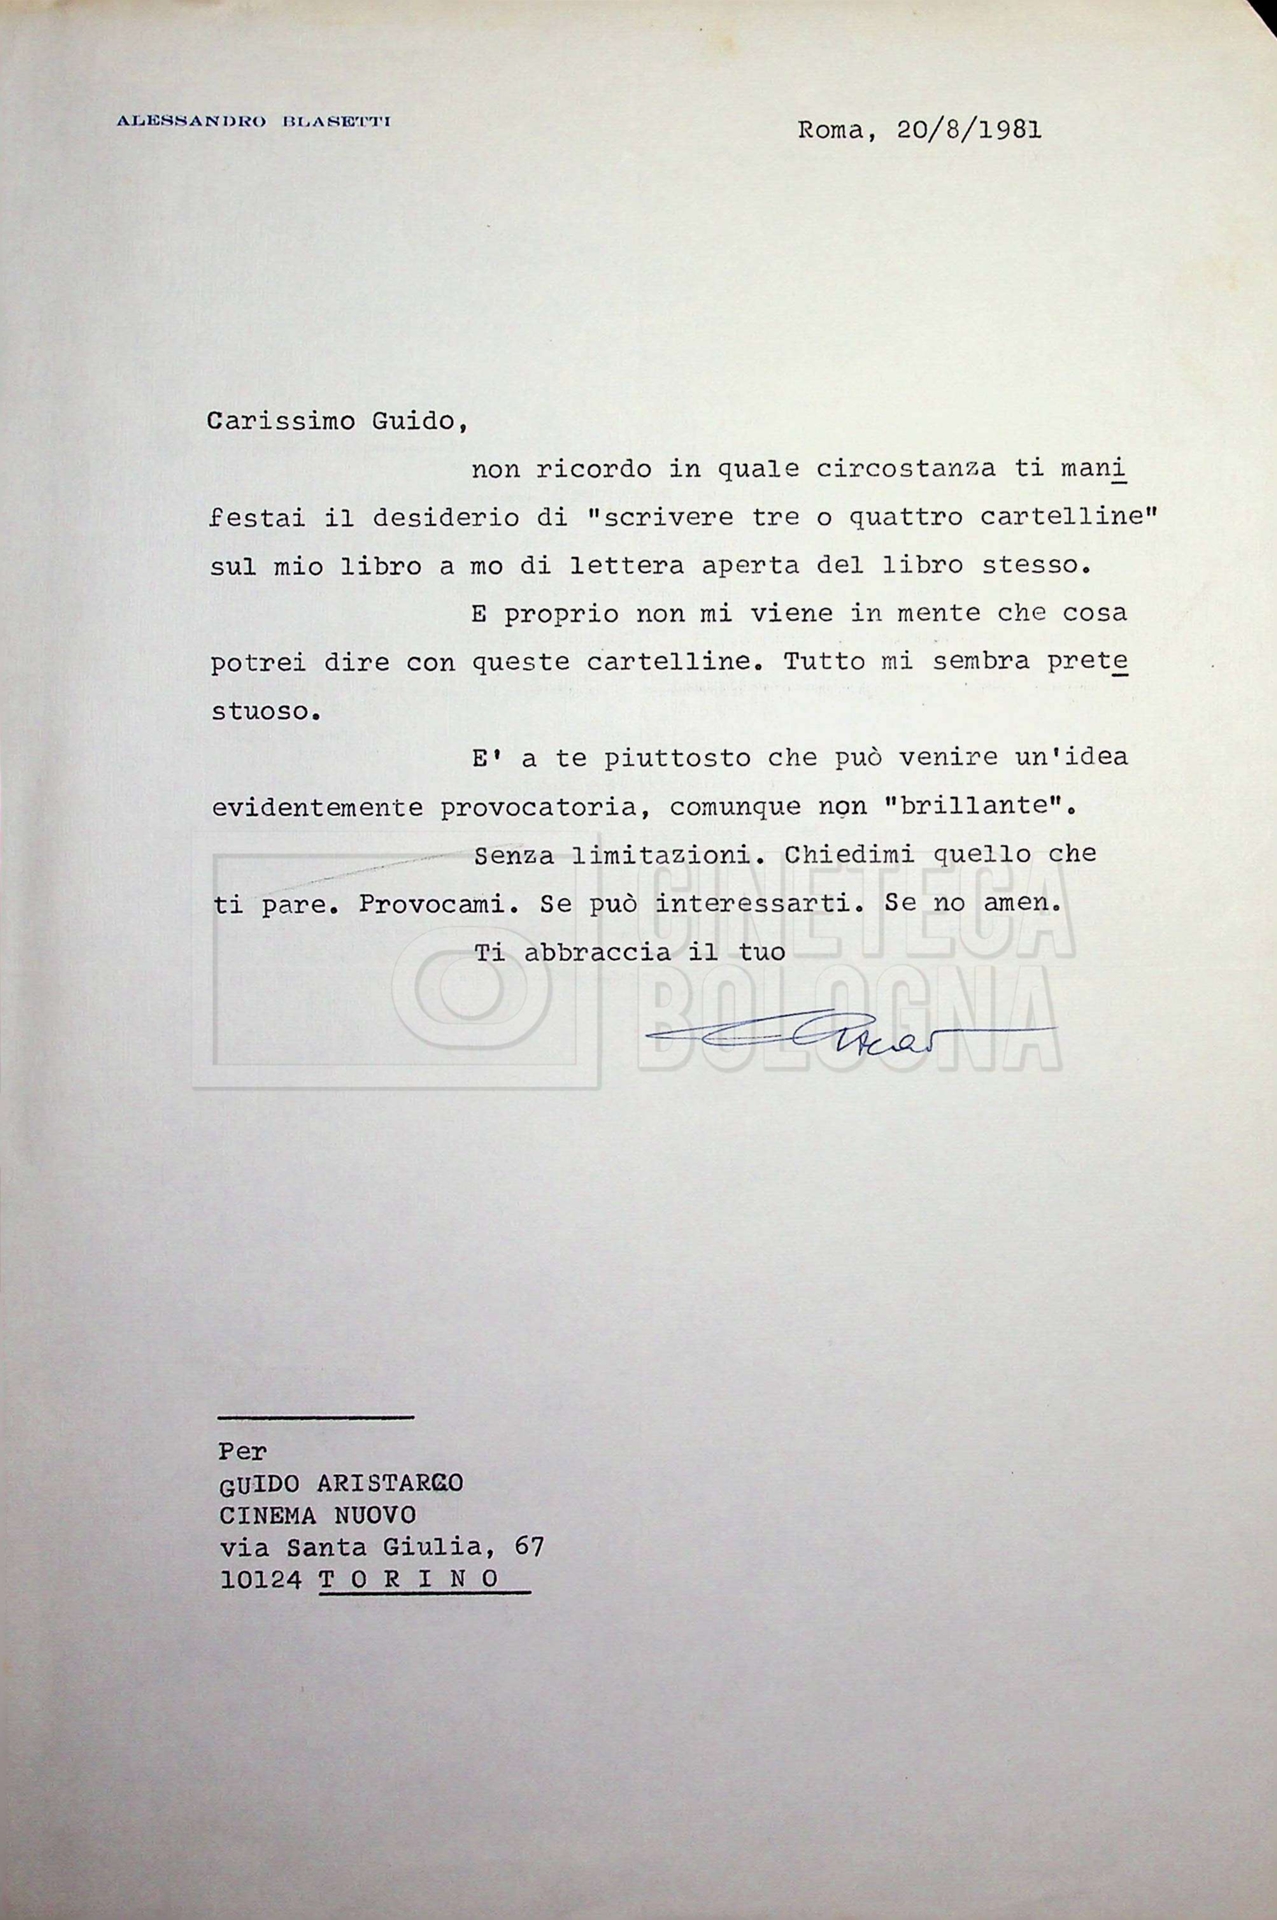 ALESSANDRO BLASETTI
Roma, 20/8/1981
Carissimo Guido,
non ricordo in quale circostanza ti mani
festai il desiderio di "scrivere tre o quattro cartelline"
sul mio libro a mo di lettera aperta del libro stesso.
E proprio non mi viene in mente che cosa
potrei dire con queste cartelline. Tutto mi sembra prete
stuoso.
E' a te piuttosto che può venire un'idea
evidentemente provocatoria, comunque non "brillante".
Senza limitazioni. Chiedimi quello che
ti pare. Provocami. Se può interessarti. Se no amen.
Ti abbraccia il tuo
CINETECA
BOLOGNA
Per
GUIDO ARISTARCO
CINEMA NUOVO
via Santa Giulia, 67
10124 T O R I N O